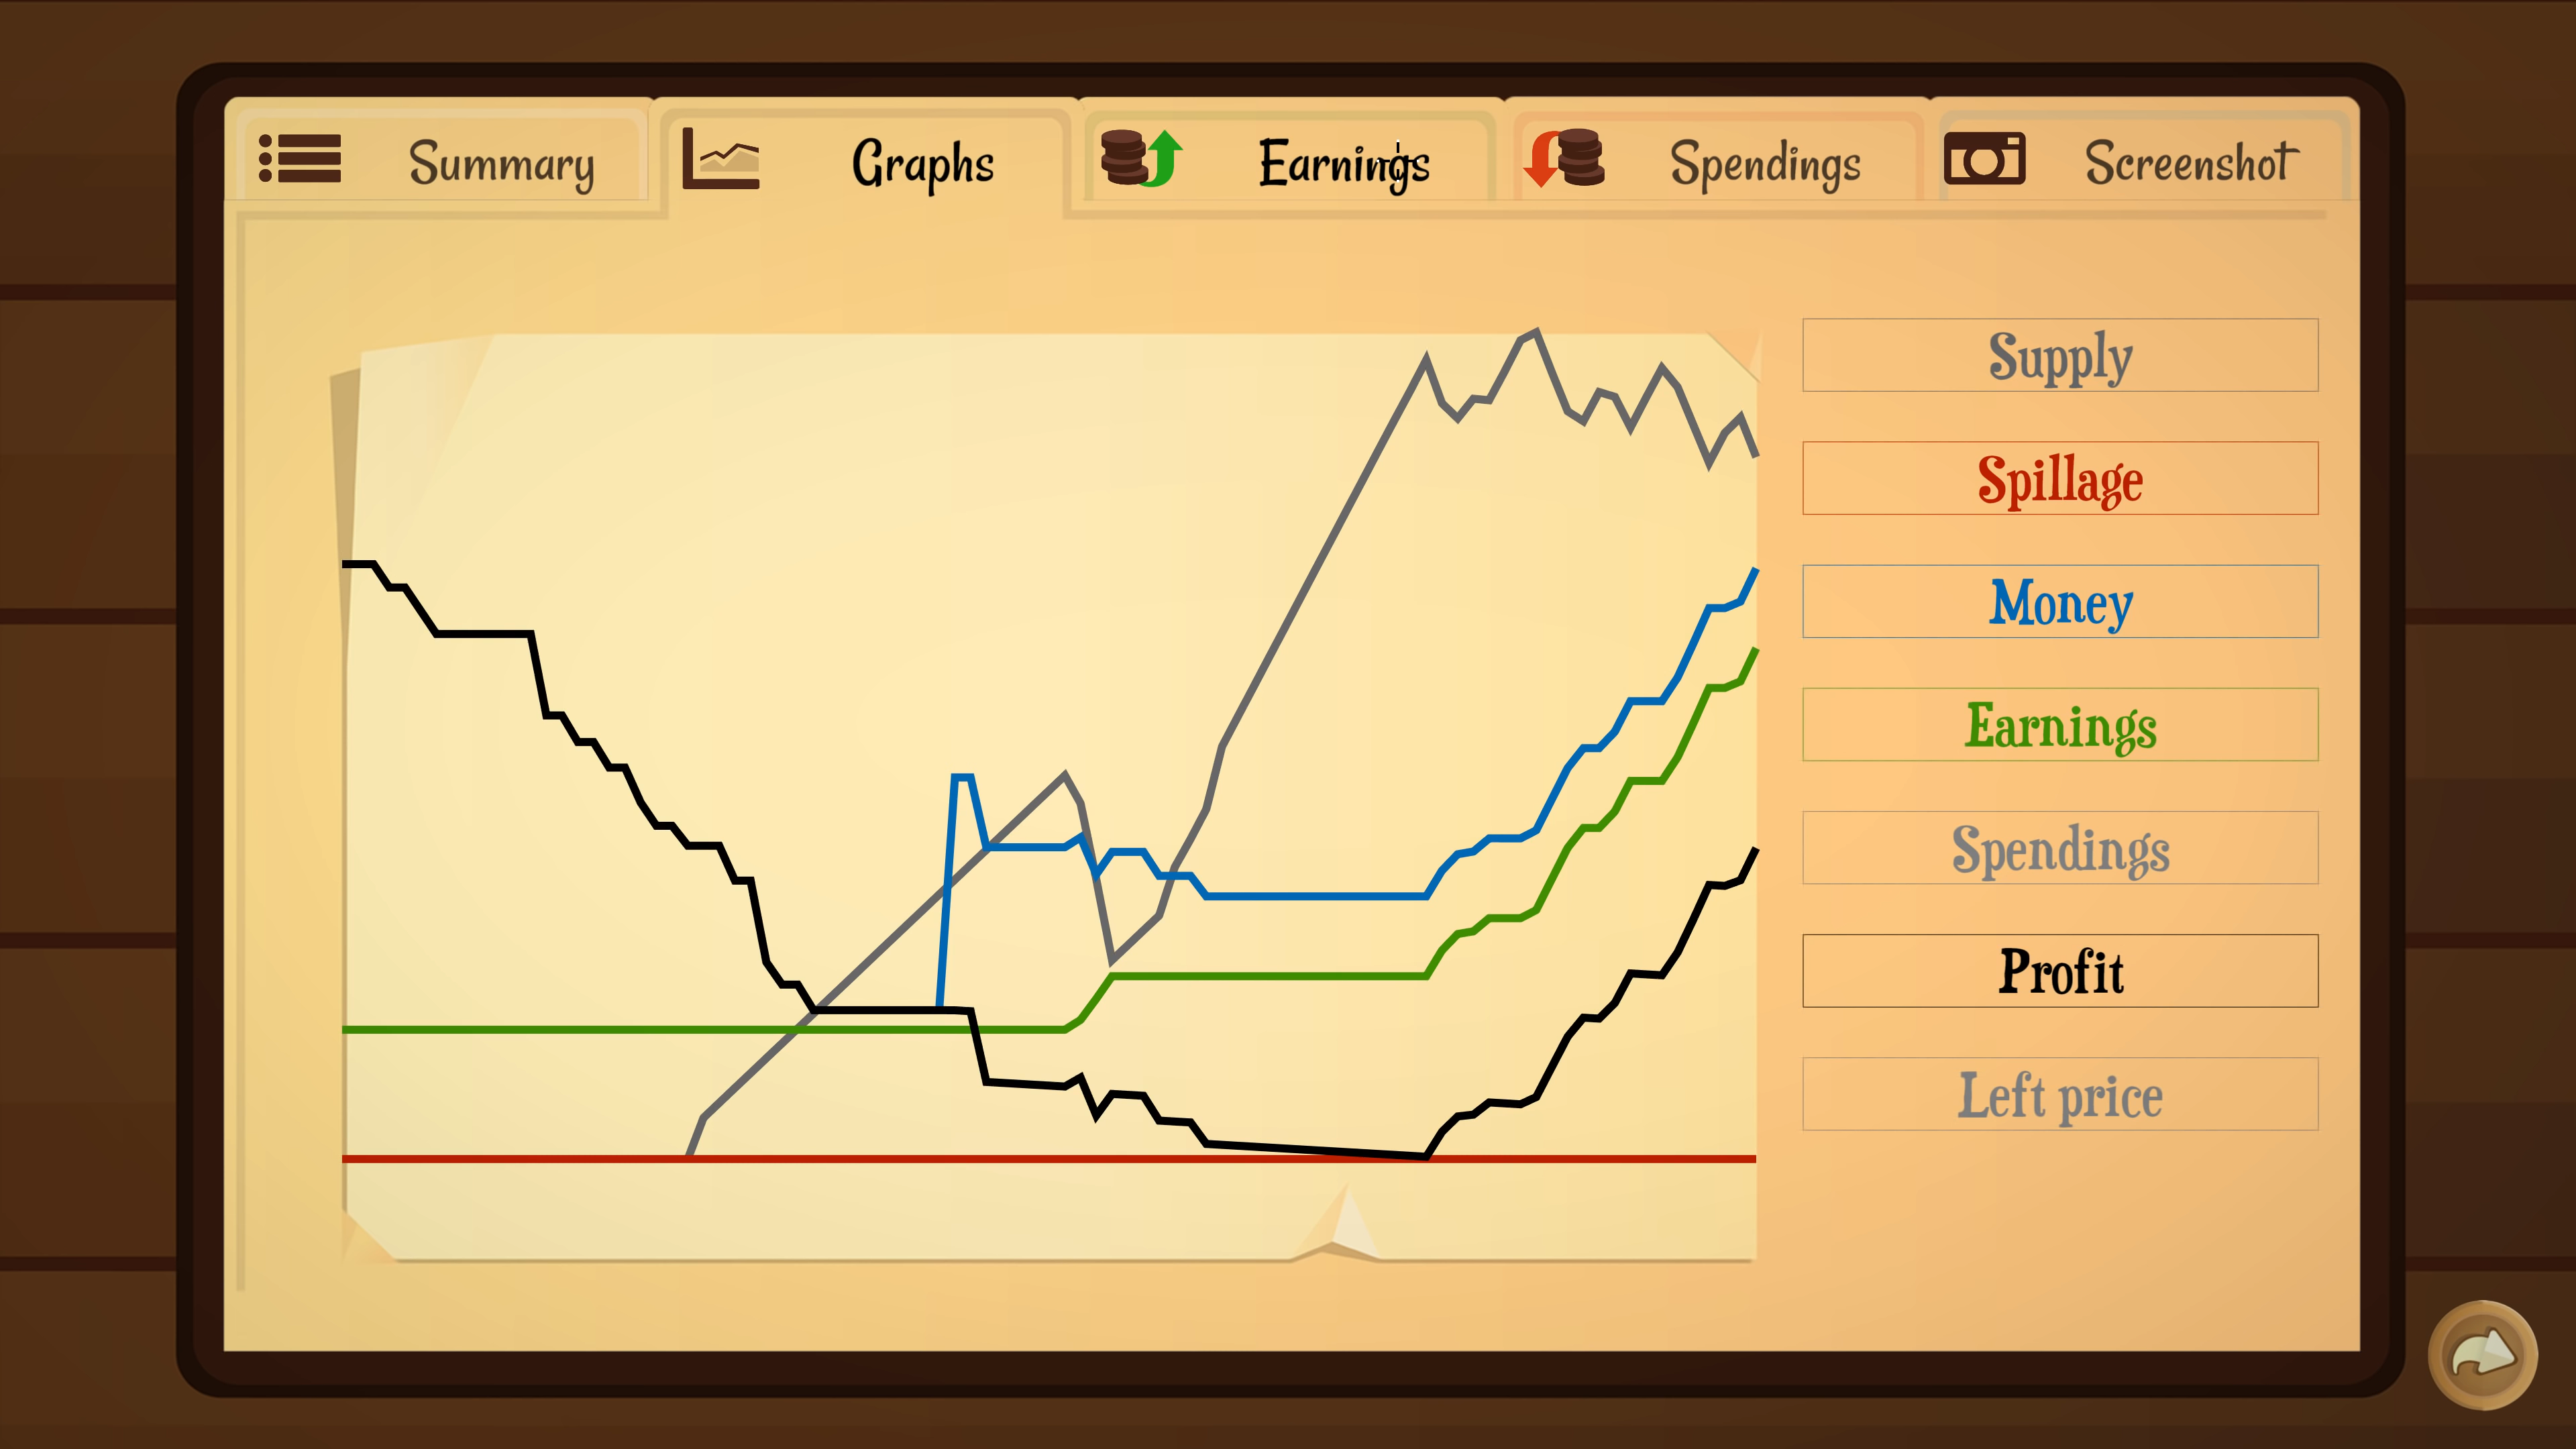 Summary
Graphs
Earnings
Spendings
Screenshot
Supply
Spillage
Money
Earnings
Spendings
Profit
Left price